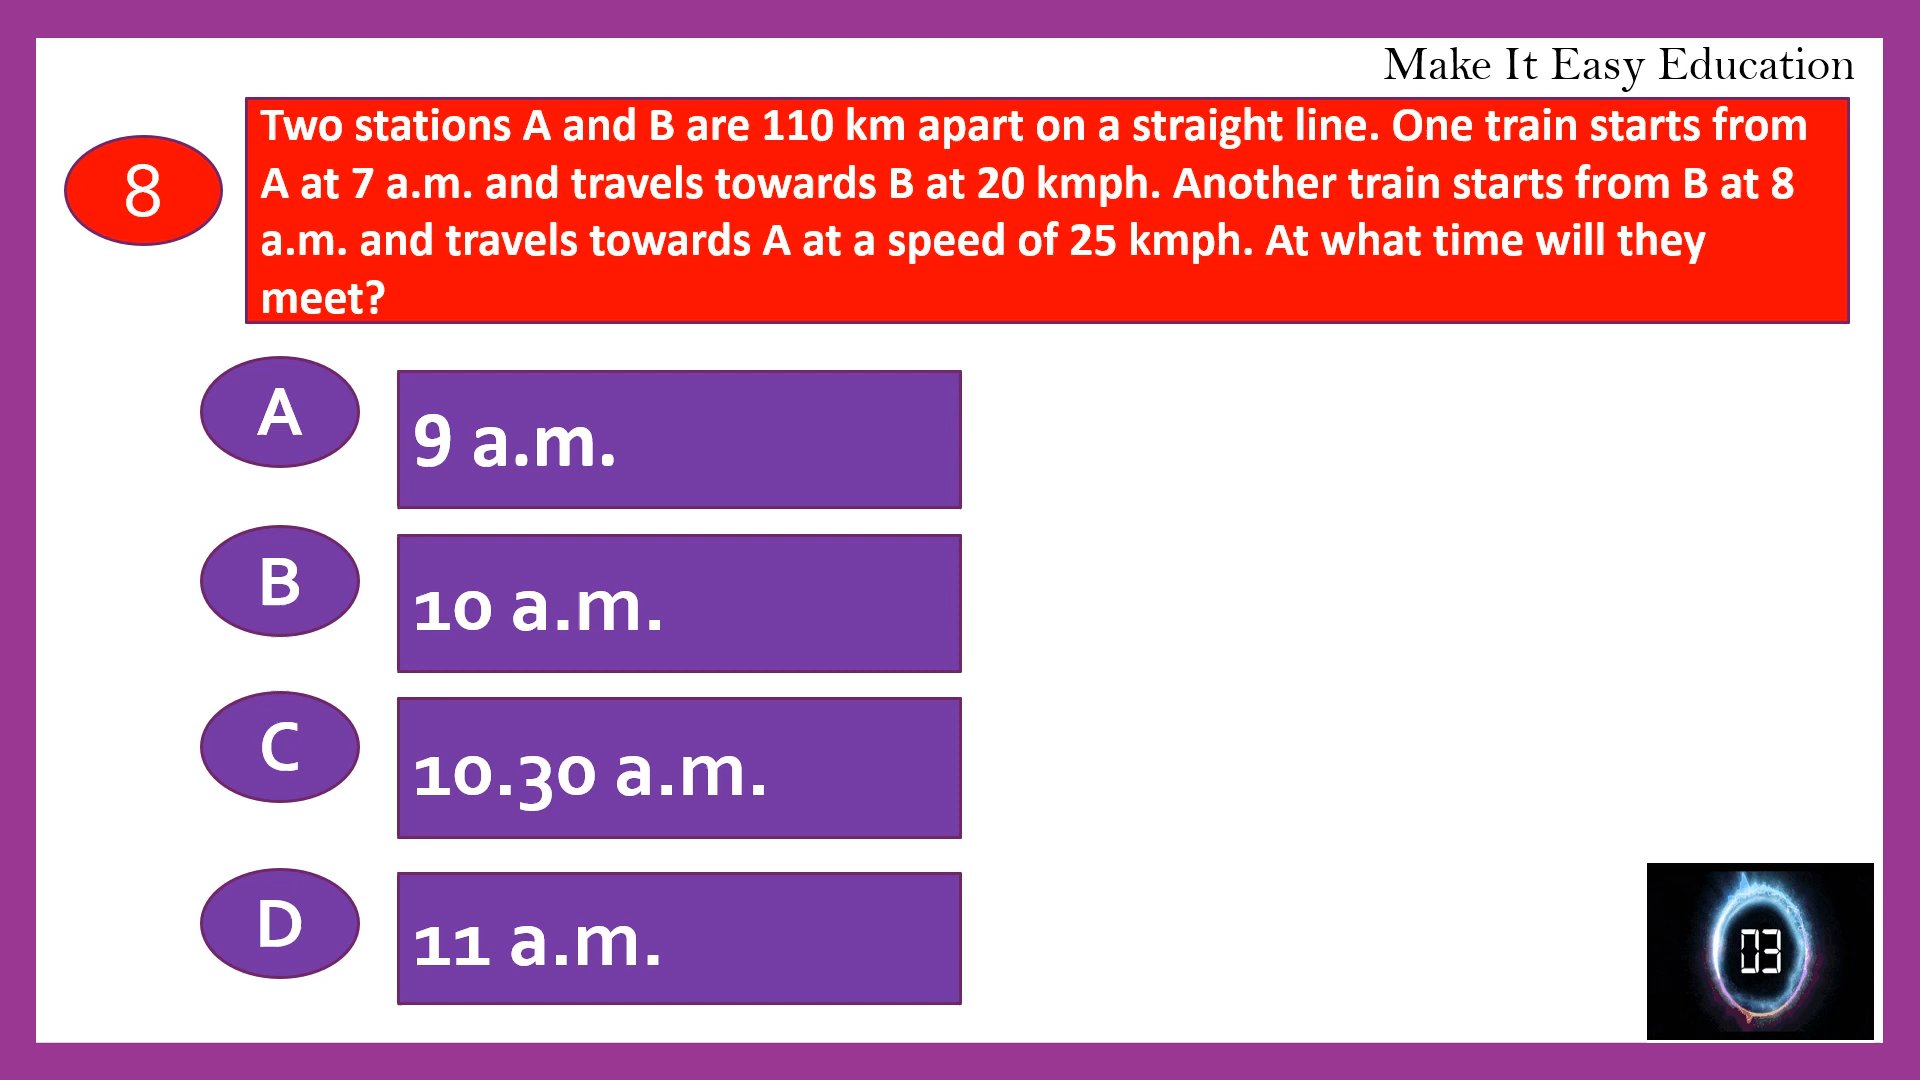 Make It Easy Education
8
Two stations A and B are 110 km apart on a straight line. One train starts from
A at 7 a.m. and travels towards B at 20 kmph. Another train starts from B at 8
a.m. and travels towards A at a speed of 25 kmph. At what time will they
meet?
A
9 a.m.
B
10 a.m.
C
10.30 a.m.
D
11 a.m.
03